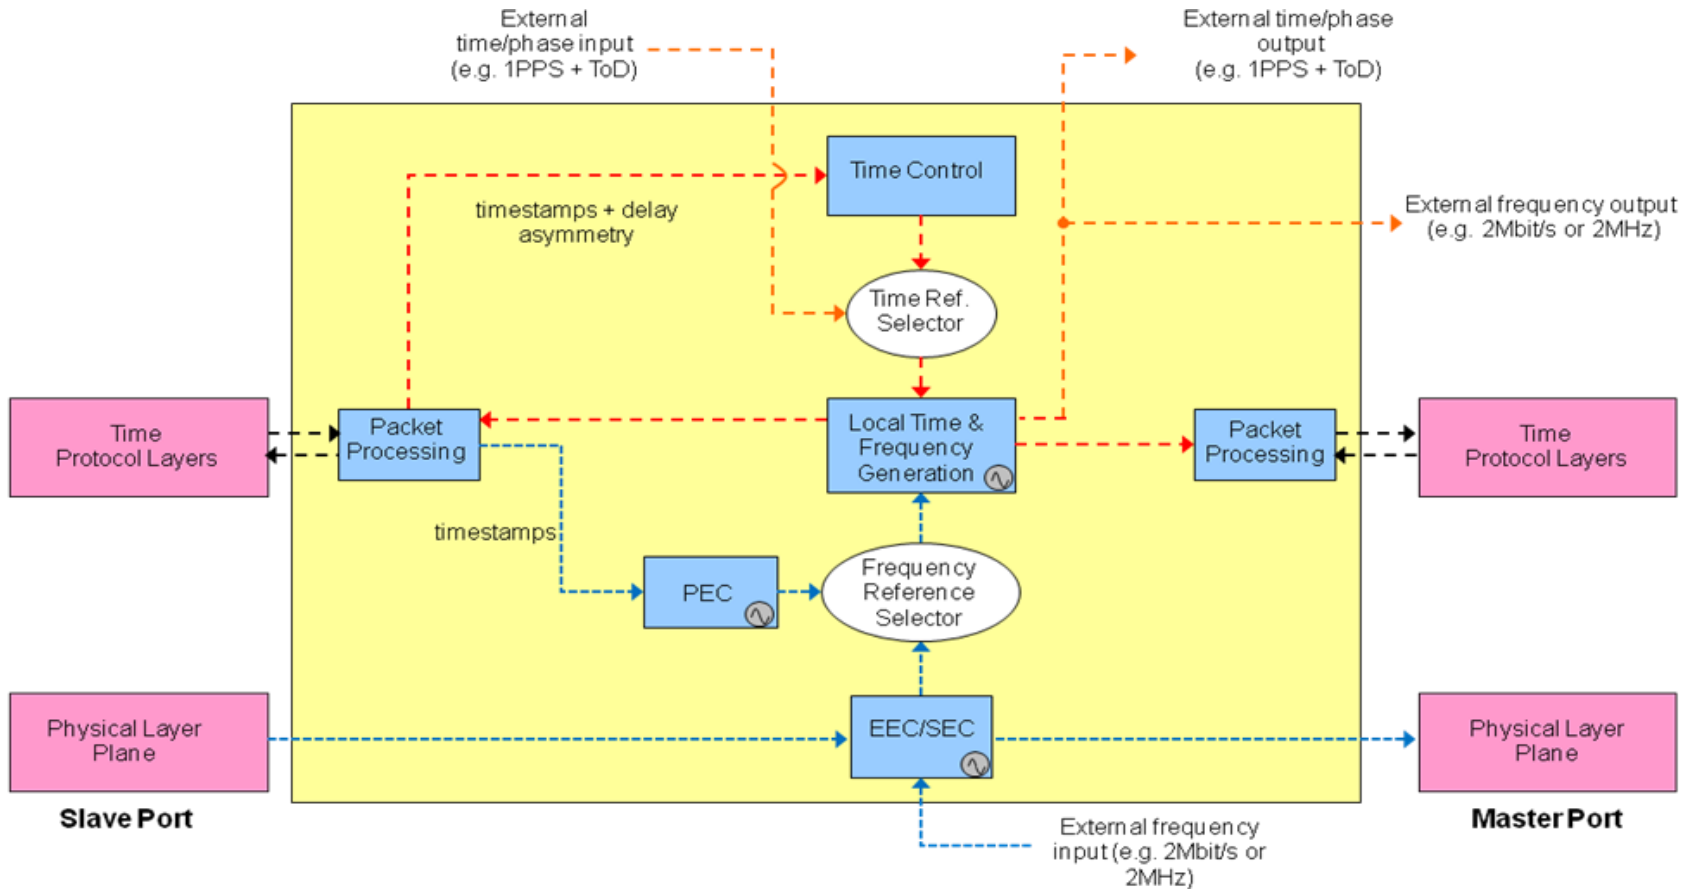 External
time/phase input
(e.g. 1PPS + ToD)
External time/phase
output
(e.g. 1PPS + ToD)
Time Control
timestamps + delay
asymmetry
External frequency output
(e.g. 2Mbit/s or 2MHz)
Time Ref.
Selector
Time
Protocol Layers
Packet
Processing
Local Time &
Frequency
Generation
Packet
Processing
Time
Protocol Layers
timestamps
PEC
Frequency
Reference
Selector
Physical Layer
Plane
EEC/SEC
Physical Layer
Plane
Slave Port
Master Port
External frequency
input (e.g. 2Mbit/s or
2MHz)